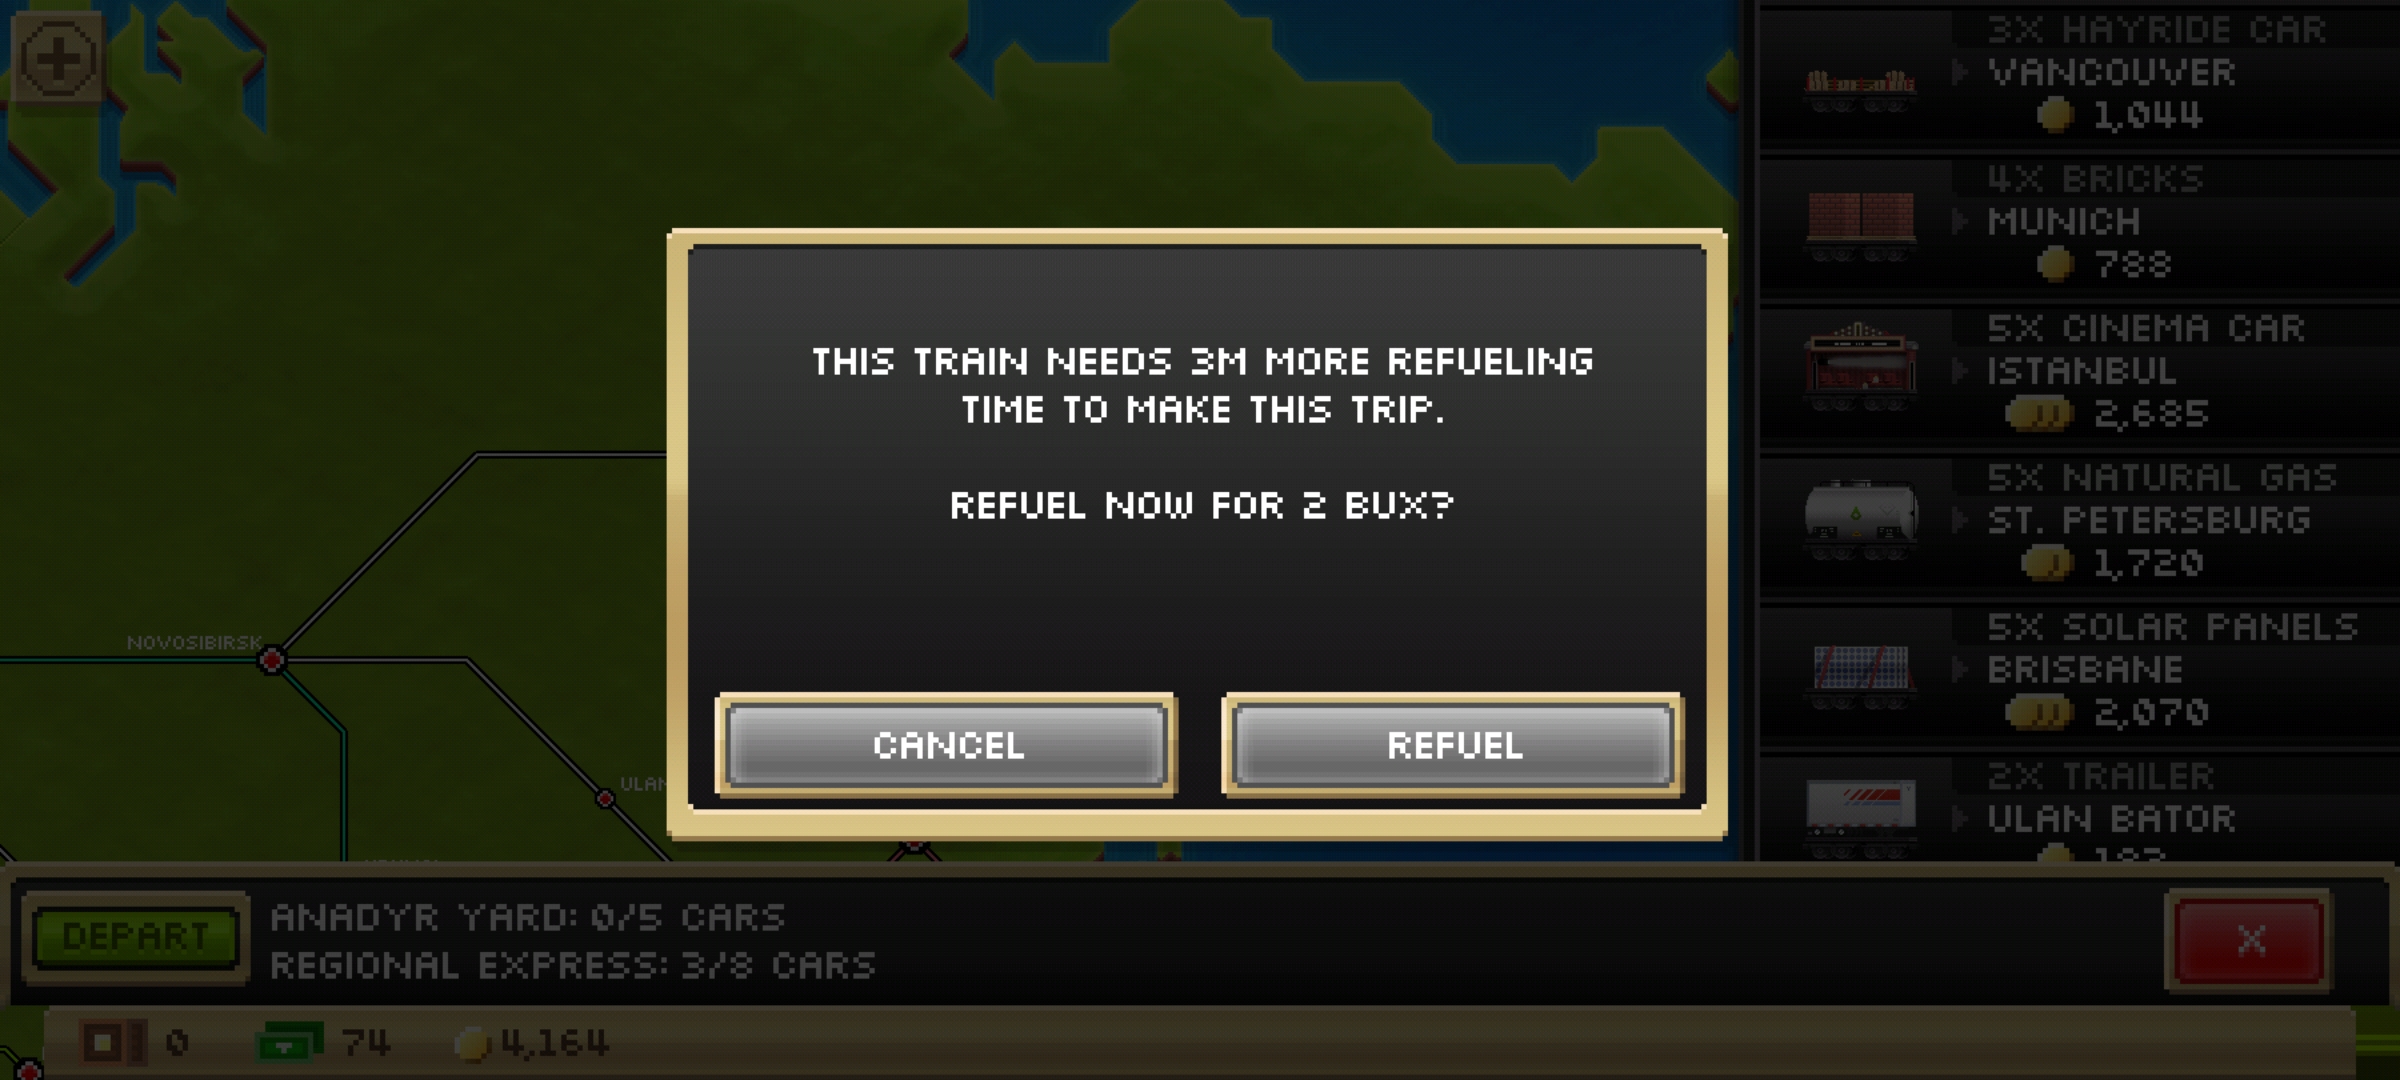 3X HAYRIDE CAR
VANCOUVER
1,044
4X BRICKS
MUNICH
788
5X CINEMA CAR
ISTANBUL
2,685
5X NATURAL GAS
ST. PETERSBURG
1,720
5X SOLAR PANELS
BRISBANE
2,070
2X TRAILER
ULAN BATOR
THIS TRAIN NEEDS 3M MORE REFUELING
TIME TO MAKE THIS TRIP.
REFUEL NOW FOR 2 BUX?
CANCEL
REFUEL
NOVOSIBIRSK
ULAN
DEPART
ANADYR YARD: 0/5 CARS
REGIONAL EXPRESS: 3/8 CARS
X
0
74
4,164